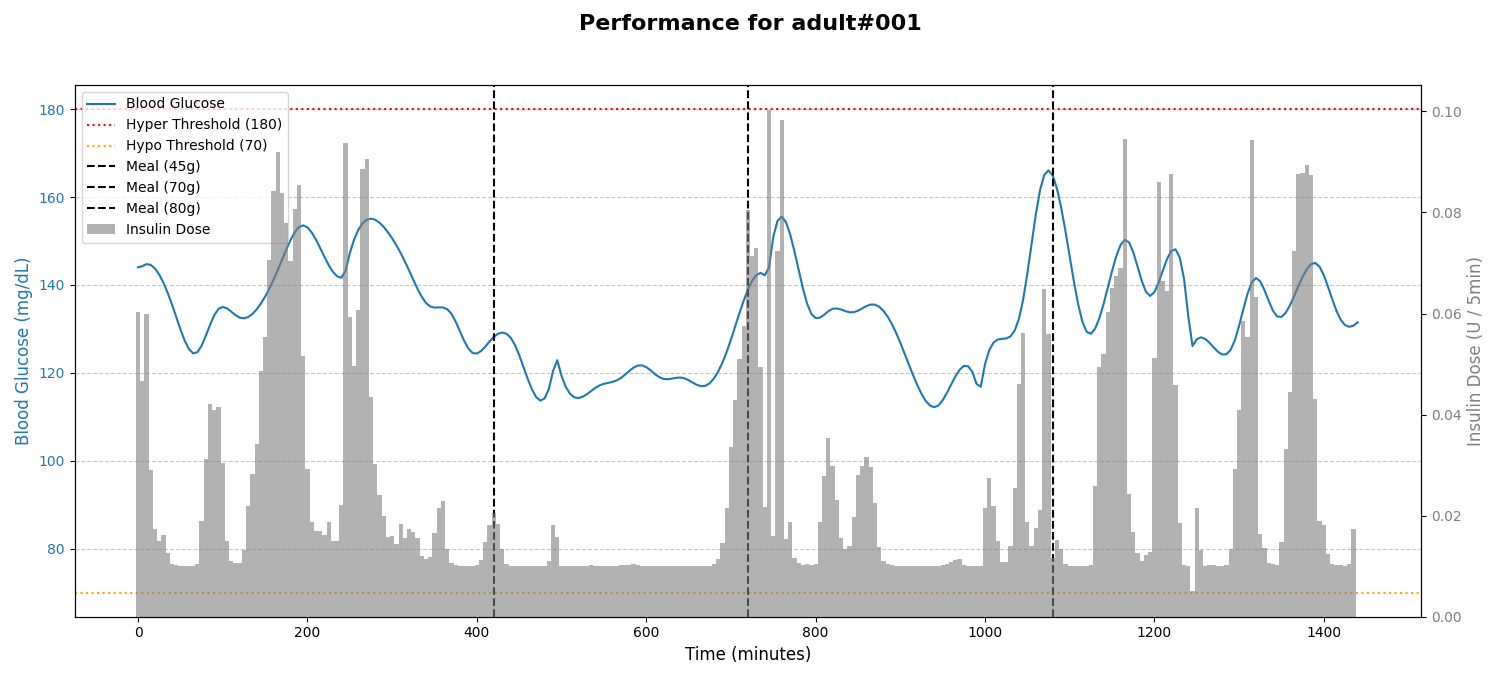 Performance for adult#001
Blood Glucose
Hyper Threshold (180)
Hypo Threshold (70)
Meal (45g)
Meal (70g)
Meal (80g)
Insulin Dose
Blood Glucose (mg/dL)
180
160
140
120
100
80
0.10
0.08
0.06
0.04
0.02
0.00
Insulin Dose (U / 5min)
0
200
400
600
800
1000
1200
1400
Time (minutes)